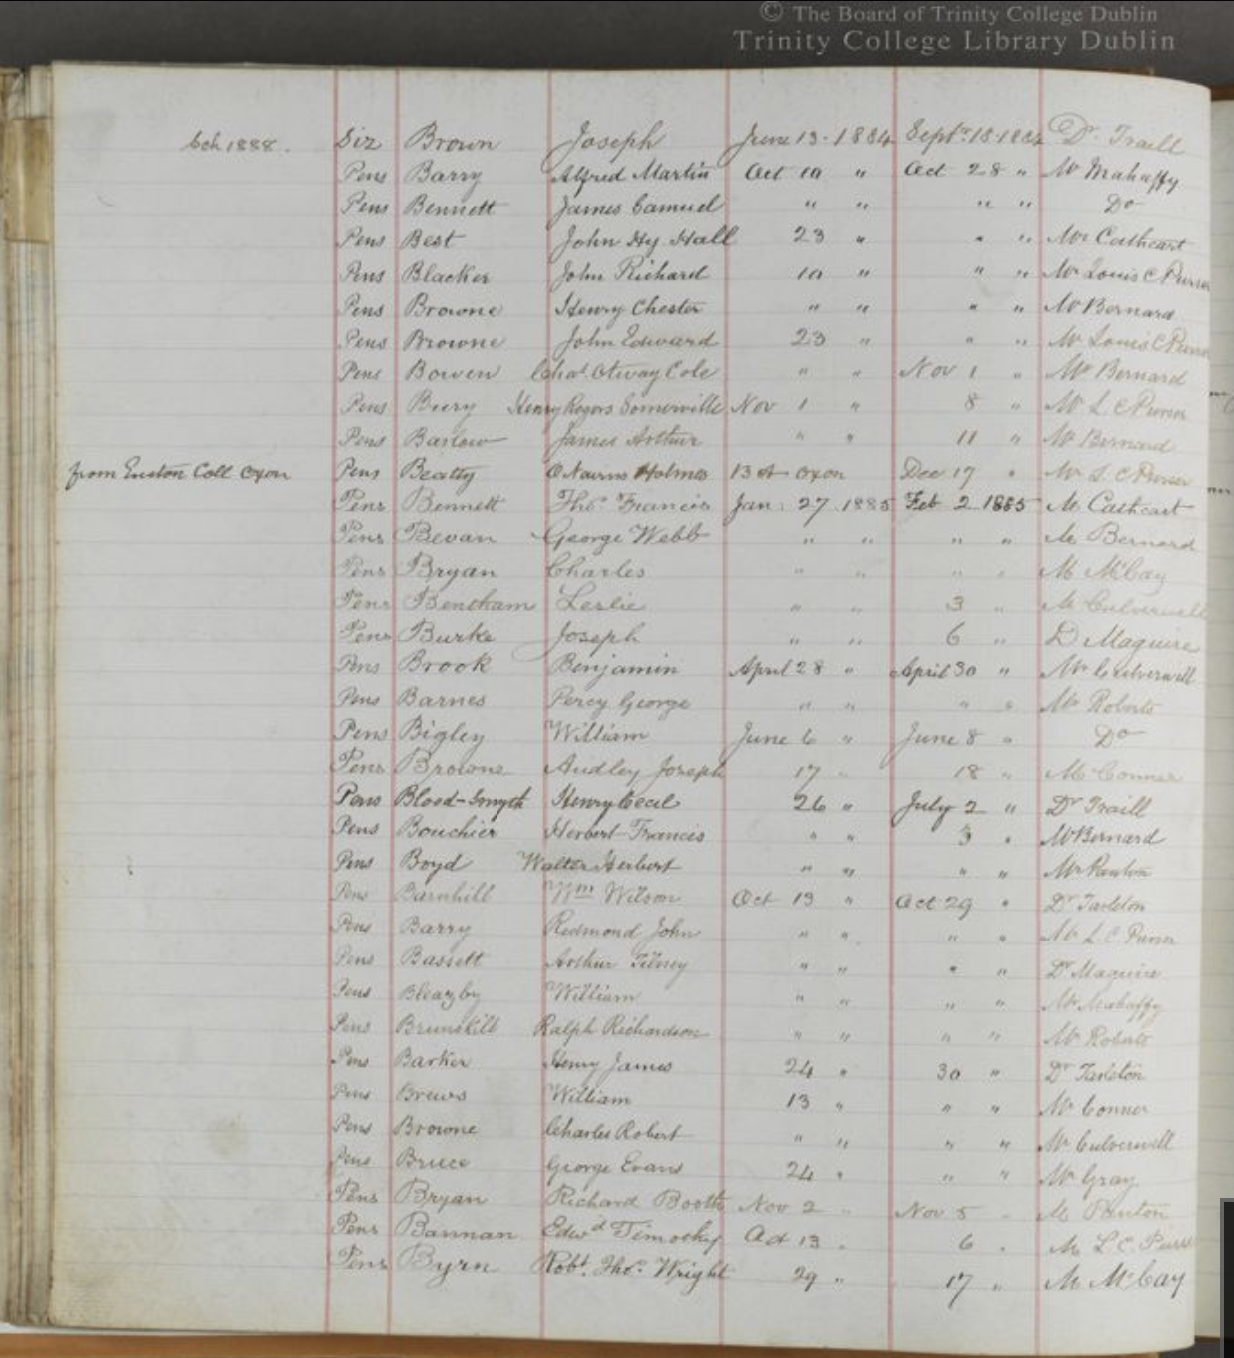 © The Board of Trinity College Dublin
Trinity College Library Dublin
Sch 1888. Siz Brown Joseph June 13 - 1884 Sept 18 - 1884 Dr Traill
Pens Barry Alfred Martin Oct 10 " Oct 28 " Mr Mahaffy
Pens Bennett James Samuel " " " " Do
Pens Best John Hy. Hall 23 " " " Mr Cathcart
Pens Blacker John Richard 10 " " " Mr Louis C Purser
Pens Browne Henry Chester " " " " Mr Bernard
Pens Browne John Edward 23 " " " Mr Louis C Purser
Pens Bowen Chas. Otway Cole " " Nov 1 " Mr Bernard
Pens Bury Henry Rogers Somerville Nov 1 " 8 " Mr L C Purser
Pens Barlow James Arthur " " 11 " Mr Bernard
from Coll Oxon Pens Beatty Holmes 13 Oxon Dec 17 " Mr L C Purser
Pens Bennett Thos. Francis Jan: 27 1885 Feb 2 1885 Mr Cathcart
Pens Bevan George Webb " " " " Mr Bernard
Pens Bryan Charles " " " " Mr McCay
Pens Bentham Leslie " " 3 " Mr Culverwell
Pens Burke Joseph " " 6 " Dr Maguire
Pens Brook Benjamin April 28 " April 30 " Mr Culverwell
Pens Barnes Percy George " " " " Mr Roberts
Pens Bigley William June 6 " June 8 " Do
Pens Browne Audley Joseph 17 " 18 " Mr Conner
Pens Blood-Smyth Henry Cecil 26 " July 2 " Dr Traill
Pens Bouchier Herbert Francis " " 3 " Mr Bernard
Pens Boyd Walter Herbert " " " " Mr Panton
Pens Barnhill Wm Wilson Oct 13 " Oct 29 " Dr Tarleton
Pens Barry Redmond John " " " " Mr L C Purser
Pens Bassett Arthur Tilney " " " " Dr Maguire
Pens Bleazby William " " " " Mr Mahaffy
Pens Brunskill Ralph Richardson " " " " Mr Roberts
Pens Barker Henry James 24 " 30 " Dr Tarleton
Pens Brews William 13 " " " Mr Conner
Pens Browne Charles Robert " " " " Mr Culverwell
Pens Bruce George Evans 24 " " " Mr Gray
Pens Bryan Richard Booth Nov 2 " Nov 5 " Mr Panton
Pens Bannan Edwd Timothy Oct 13 " 6 " Mr L C. Purser
Pens Byrn Robt. Thos. Wright 29 " 17 " Mr McCay